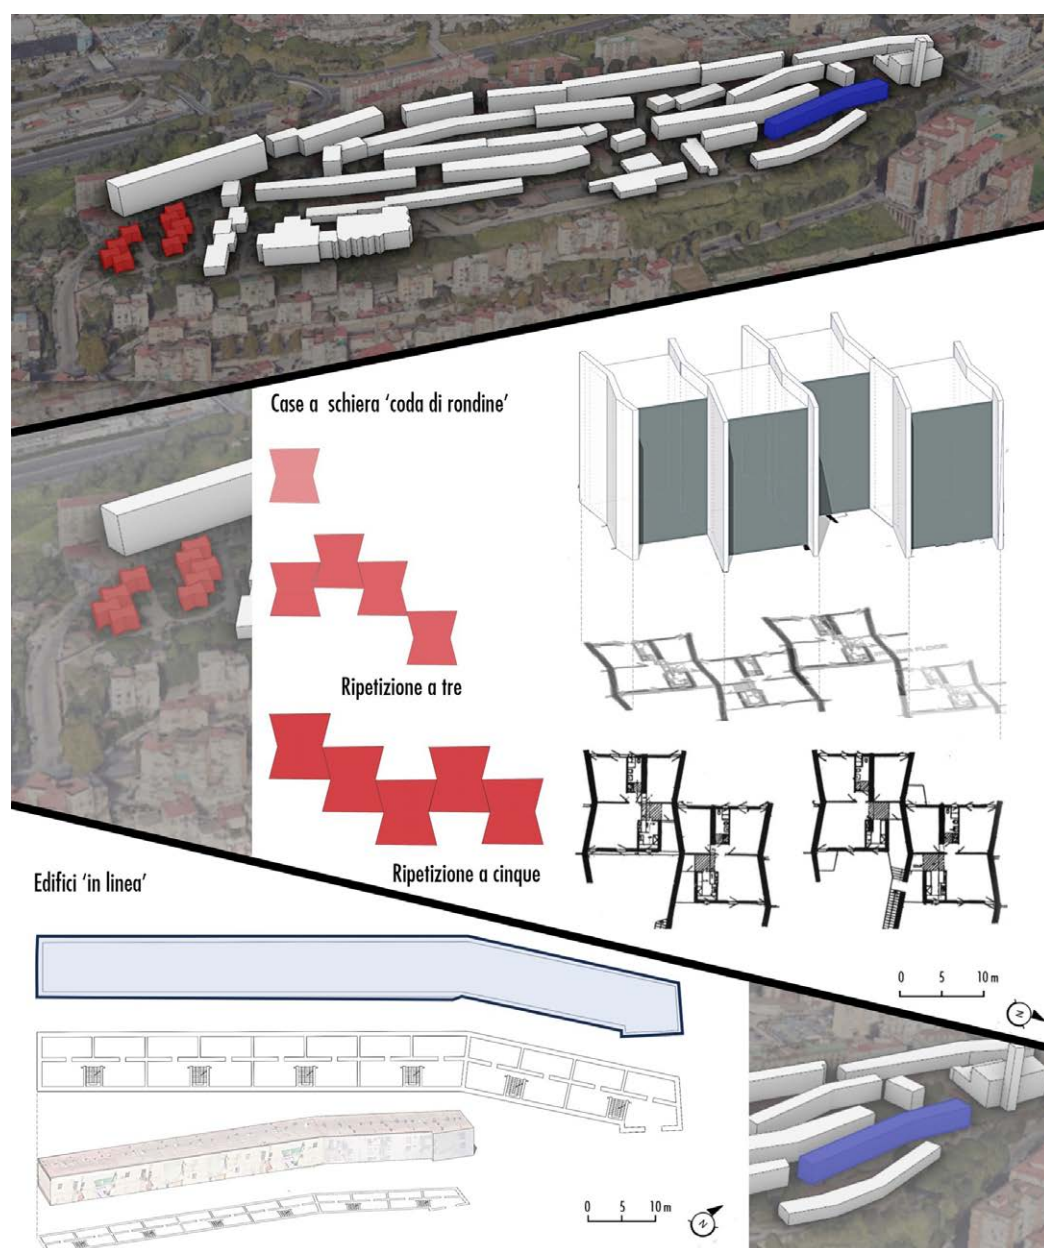 Case a schiera 'coda di rondine'
Ripetizione a tre
Ripetizione a cinque
Edifici 'in linea'
0 5 10 m
N
0 5 10 m
N